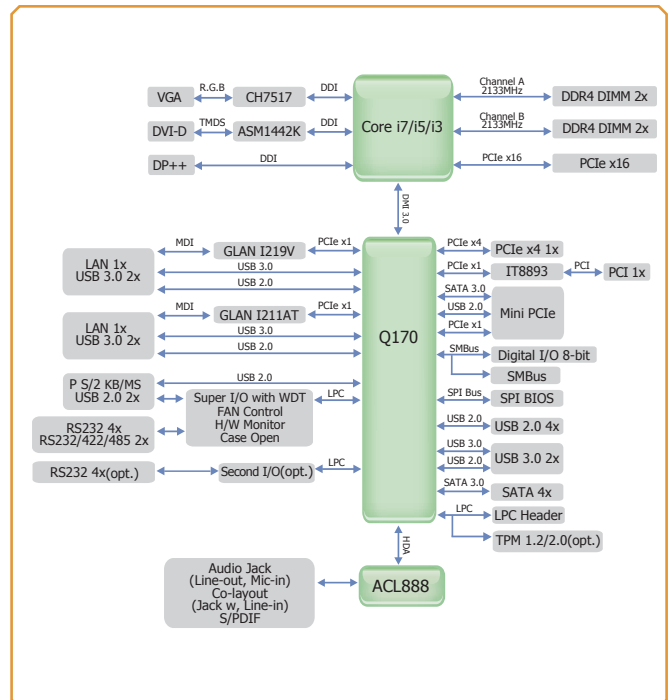 VGA
R.G.B
CH7517
DDI
DVI-D
TMDS
ASM1442K
DDI
DP++
DDI
Core i7/i5/i3
Channel A
2133MHz
DDR4 DIMM 2x
Channel B
2133MHz
DDR4 DIMM 2x
PCIe x16
PCIe x16
DMI 3.0
LAN 1x
USB 3.0 2x
MDI
GLAN I219V
PCIe x1
USB 3.0
USB 2.0
LAN 1x
USB 3.0 2x
MDI
GLAN I211AT
PCIe x1
USB 3.0
USB 2.0
P S/2 KB/MS
USB 2.0 2x
USB 2.0
Super I/O with WDT
FAN Control
H/W Monitor
Case Open
LPC
RS232 4x
RS232/422/485 2x
RS232 4x(opt.)
Second I/O(opt.)
LPC
Q170
PCIe x4
PCIe x4 1x
PCIe x1
IT8893
PCI
PCI 1x
SATA 3.0
USB 2.0
PCIe x1
Mini PCIe
SMBus
Digital I/O 8-bit
SMBus
SPI Bus
SPI BIOS
USB 2.0
USB 2.0 4x
USB 3.0
USB 2.0
USB 3.0 2x
SATA 3.0
SATA 4x
LPC
LPC Header
TPM 1.2/2.0(opt.)
HDA
Audio Jack
(Line-out, Mic-in)
Co-layout
(Jack w, Line-in)
S/PDIF
ACL888